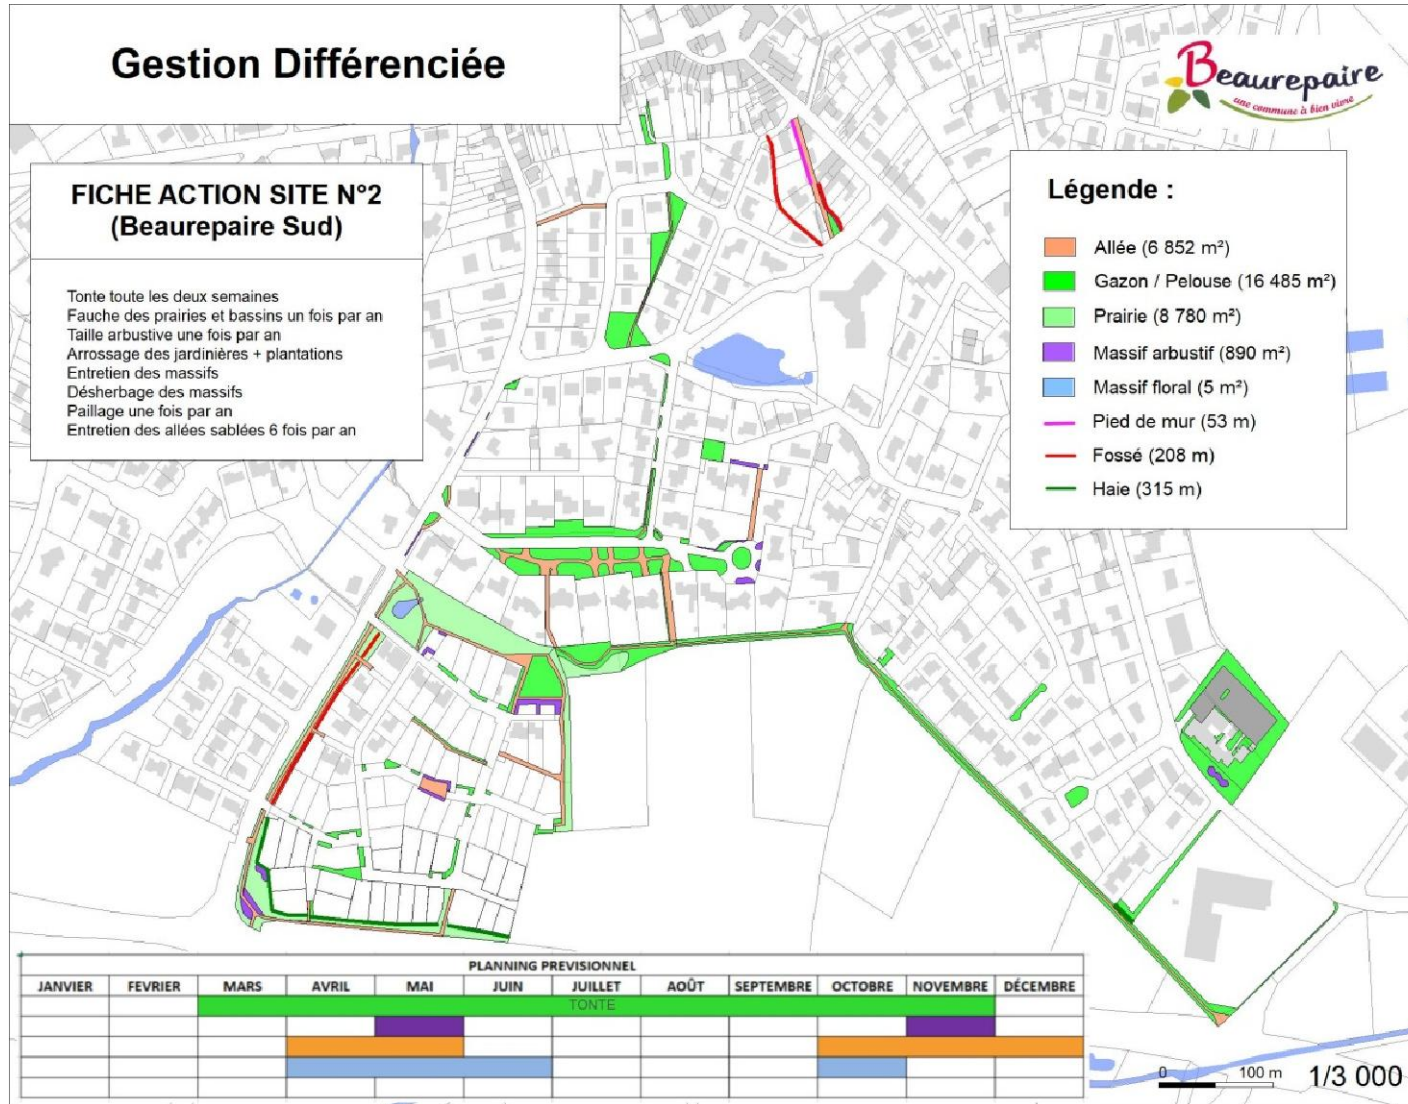 Gestion Différenciée
Beaurepaire
une commune à bien vivre
FICHE ACTION SITE N°2
(Beaurepaire Sud)
Tonte toute les deux semaines
Fauche des prairies et bassins un fois par an
Taille arbustive une fois par an
Arrossage des jardinières + plantations
Entretien des massifs
Désherbage des massifs
Paillage une fois par an
Entretien des allées sablées 6 fois par an
Légende :
Allée (6 852 m²)
Gazon / Pelouse (16 485 m²)
Prairie (8 780 m²)
Massif arbustif (890 m²)
Massif floral (5 m²)
Pied de mur (53 m)
Fossé (208 m)
Haie (315 m)
PLANNING PREVISIONNEL
JANVIER FEVRIER MARS AVRIL MAI JUIN JUILLET AOÛT SEPTEMBRE OCTOBRE NOVEMBRE DÉCEMBRE
TONTE
0 100 m
1/3 000